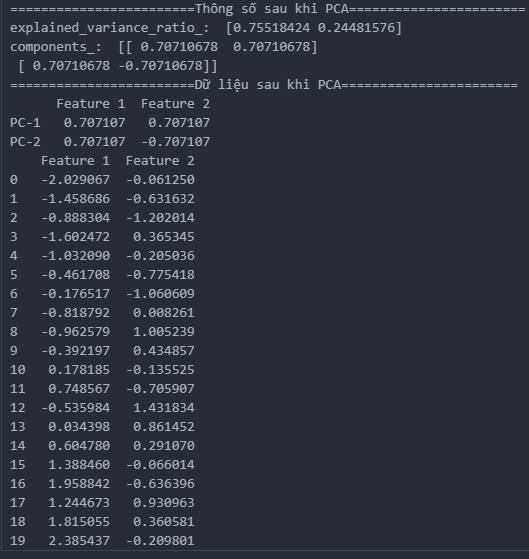 ========================Thông số sau khi PCA=======================
explained_variance_ratio_:  [0.75518424 0.24481576]
components_:  [[ 0.70710678  0.70710678]
 [ 0.70710678 -0.70710678]]
========================Dữ liệu sau khi PCA=======================
      Feature 1  Feature 2
PC-1   0.707107   0.707107
PC-2   0.707107  -0.707107
    Feature 1  Feature 2
0   -2.029067  -0.061250
1   -1.458686  -0.631632
2   -0.888304  -1.202014
3   -1.602472   0.365345
4   -1.032090  -0.205036
5   -0.461708  -0.775418
6   -0.176517  -1.060609
7   -0.818792   0.008261
8   -0.962579   1.005239
9   -0.392197   0.434857
10   0.178185  -0.135525
11   0.748567  -0.705907
12  -0.535984   1.431834
13   0.034398   0.861452
14   0.604780   0.291070
15   1.388460  -0.066014
16   1.958842  -0.636396
17   1.244673   0.930963
18   1.815055   0.360581
19   2.385437  -0.209801